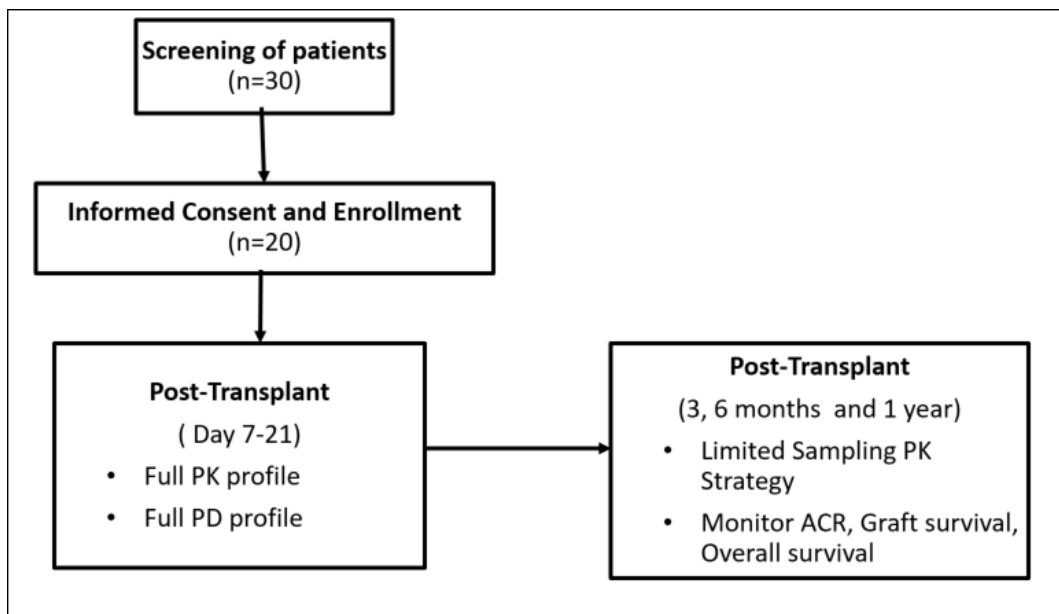 Screening of patients
(n=30)
Informed Consent and Enrollment
(n=20)
Post-Transplant
( Day 7-21)
• Full PK profile
• Full PD profile
Post-Transplant
(3, 6 months and 1 year)
• Limited Sampling PK
Strategy
• Monitor ACR, Graft survival,
Overall survival